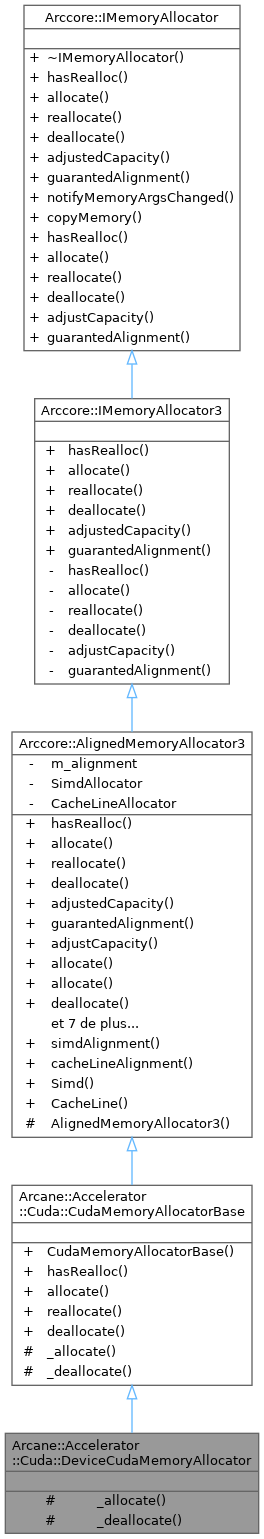 Arccore::IMemoryAllocator
+ ~IMemoryAllocator()
+ hasRealloc()
+ allocate()
+ reallocate()
+ deallocate()
+ adjustedCapacity()
+ guarantedAlignment()
+ notifyMemoryArgsChanged()
+ copyMemory()
+ hasRealloc()
+ allocate()
+ reallocate()
+ deallocate()
+ adjustCapacity()
+ guarantedAlignment()
Arccore::IMemoryAllocator3
+ hasRealloc()
+ allocate()
+ reallocate()
+ deallocate()
+ adjustedCapacity()
+ guarantedAlignment()
- hasRealloc()
- allocate()
- reallocate()
- deallocate()
- adjustCapacity()
- guarantedAlignment()
Arccore::AlignedMemoryAllocator3
- m_alignment
- SimdAllocator
- CacheLineAllocator
+ hasRealloc()
+ allocate()
+ reallocate()
+ deallocate()
+ adjustedCapacity()
+ guarantedAlignment()
+ adjustCapacity()
+ allocate()
+ allocate()
+ deallocate()
et 7 de plus...
+ simdAlignment()
+ cacheLineAlignment()
+ Simd()
+ CacheLine()
# AlignedMemoryAllocator3()
Arcane::Accelerator
::Cuda::CudaMemoryAllocatorBase
+ CudaMemoryAllocatorBase()
+ hasRealloc()
+ allocate()
+ reallocate()
+ deallocate()
# _allocate()
# _deallocate()
Arcane::Accelerator
::Cuda::DeviceCudaMemoryAllocator
# _allocate()
# _deallocate()